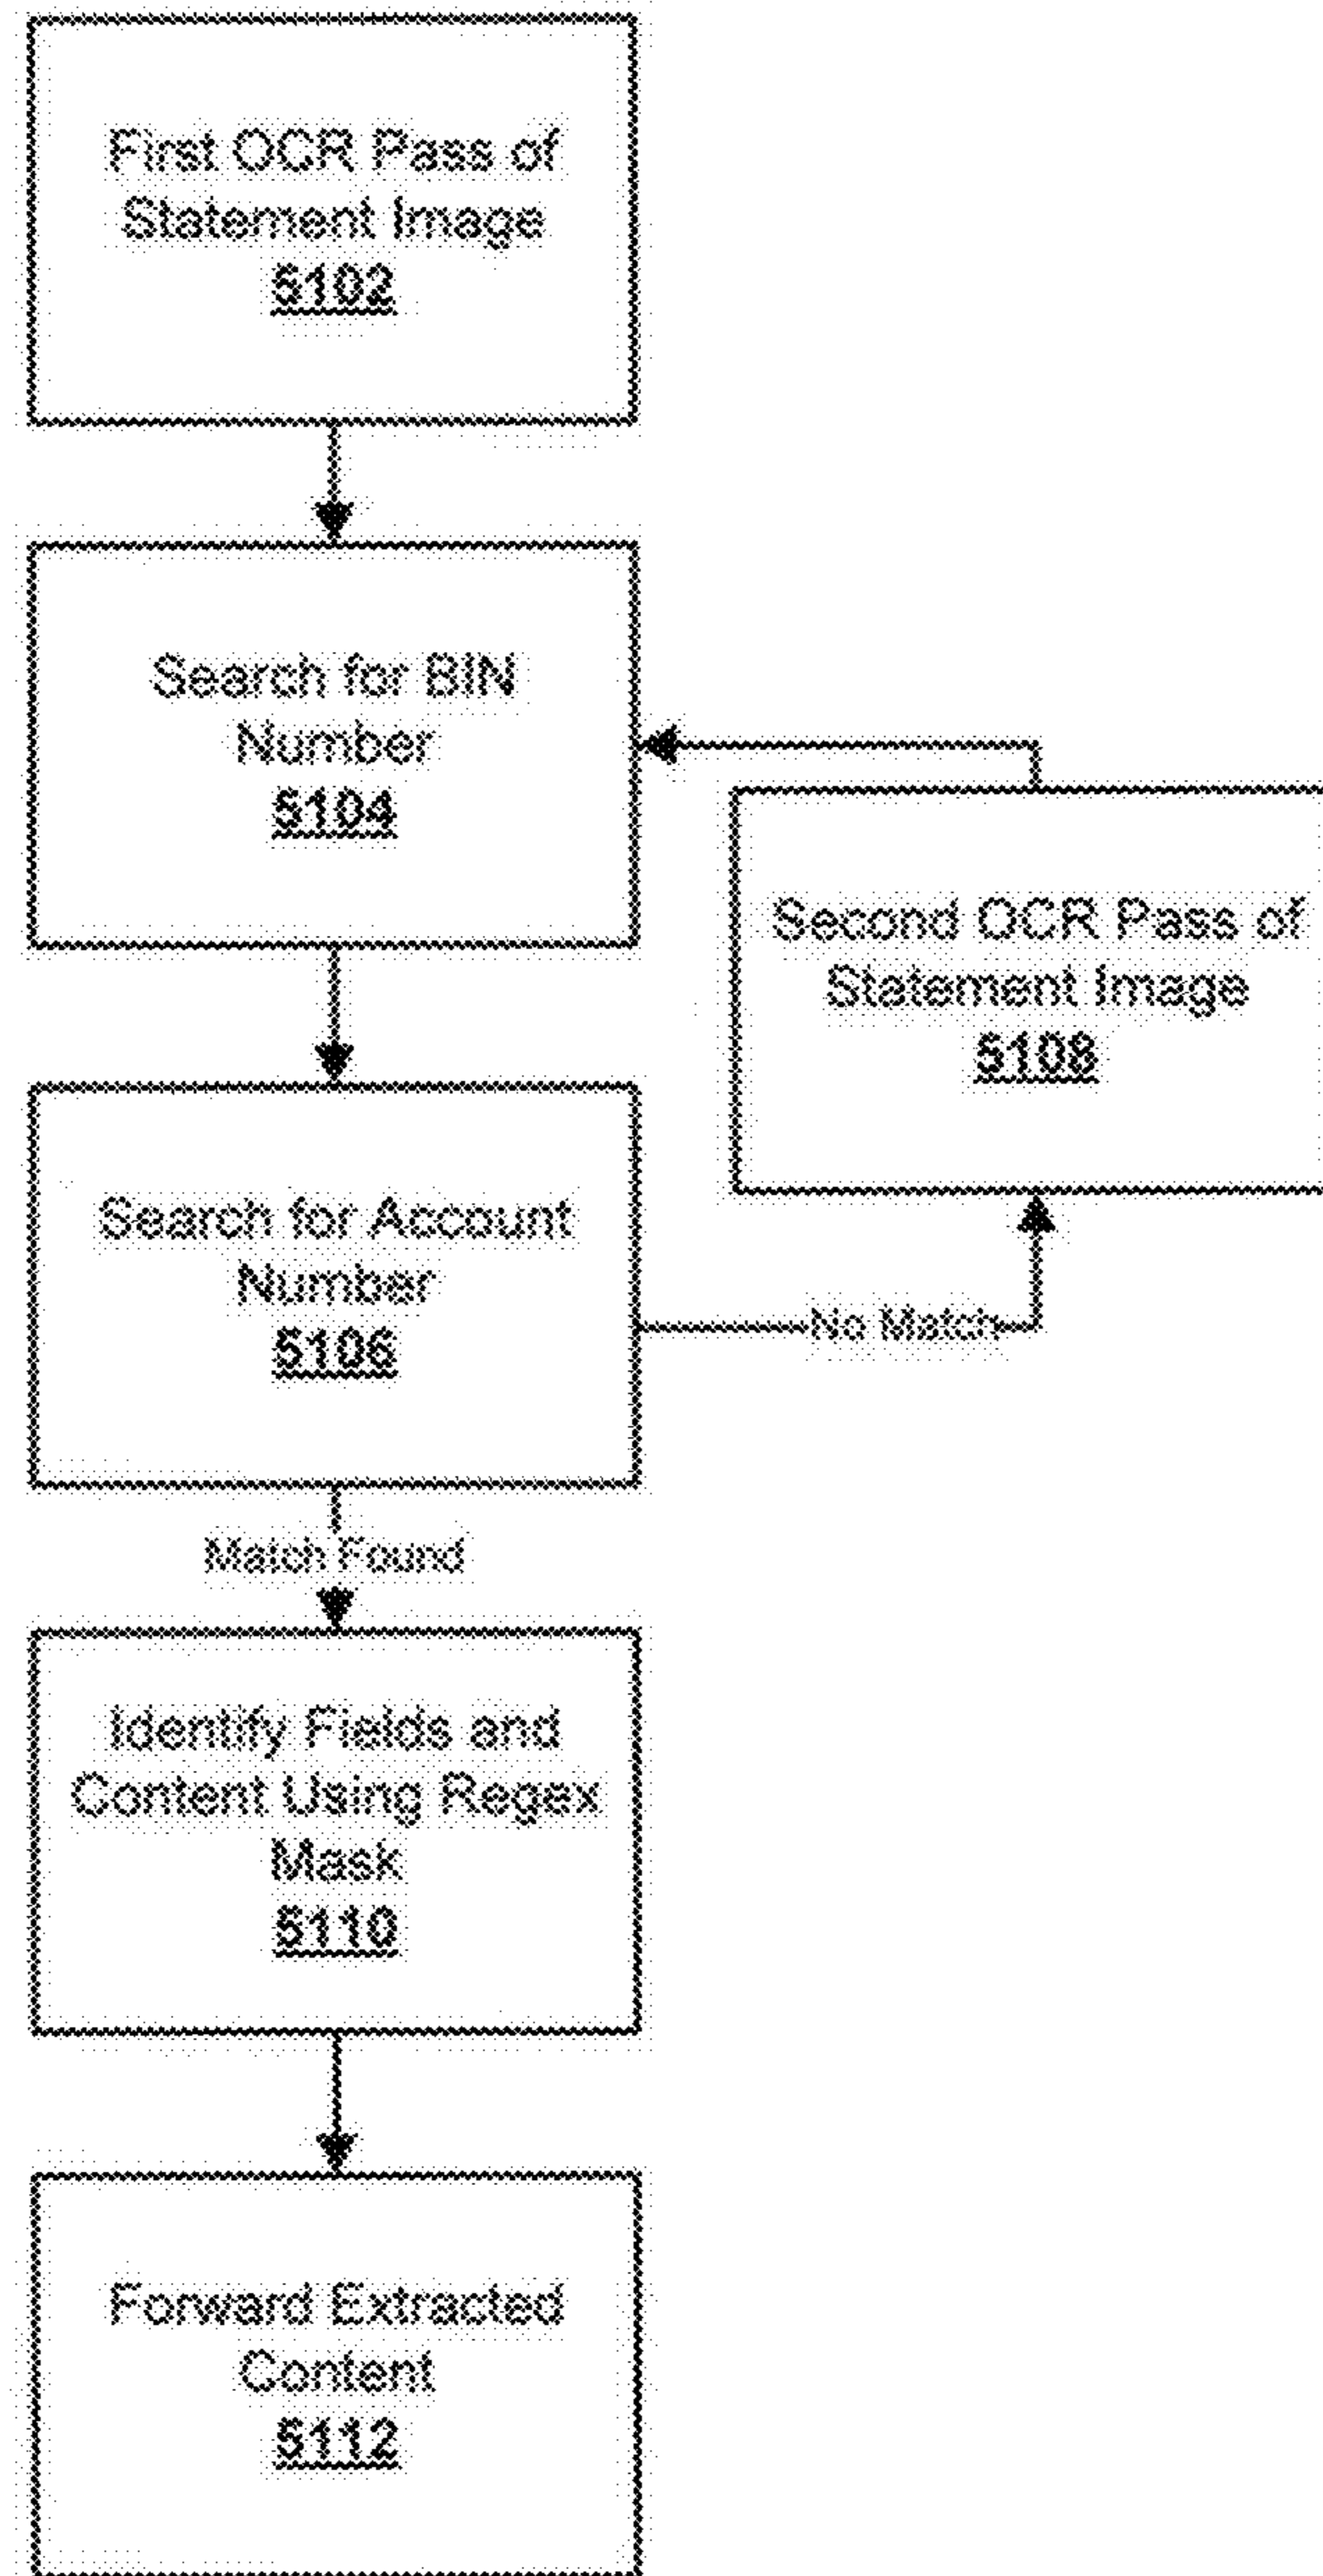 First OCR Pass of
Statement Image
5102
Search for BIN
Number
5104
Second OCR Pass of
Statement Image
5108
Search for Account
Number
5106
No Match
Match Found
Identify Fields and
Content Using Regex
Mask
5110
Forward Extracted
Content
5112